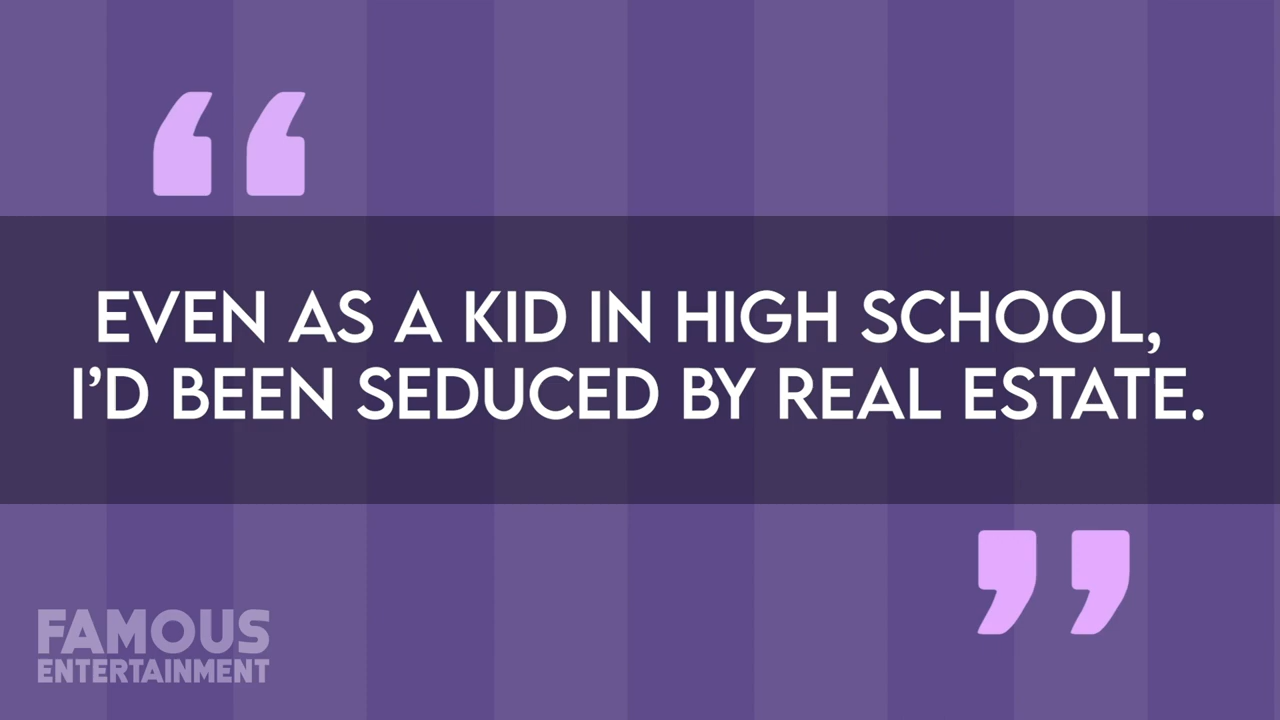 “
EVEN AS A KID IN HIGH SCHOOL,
I’D BEEN SEDUCED BY REAL ESTATE.
”
FAMOUS
ENTERTAINMENT